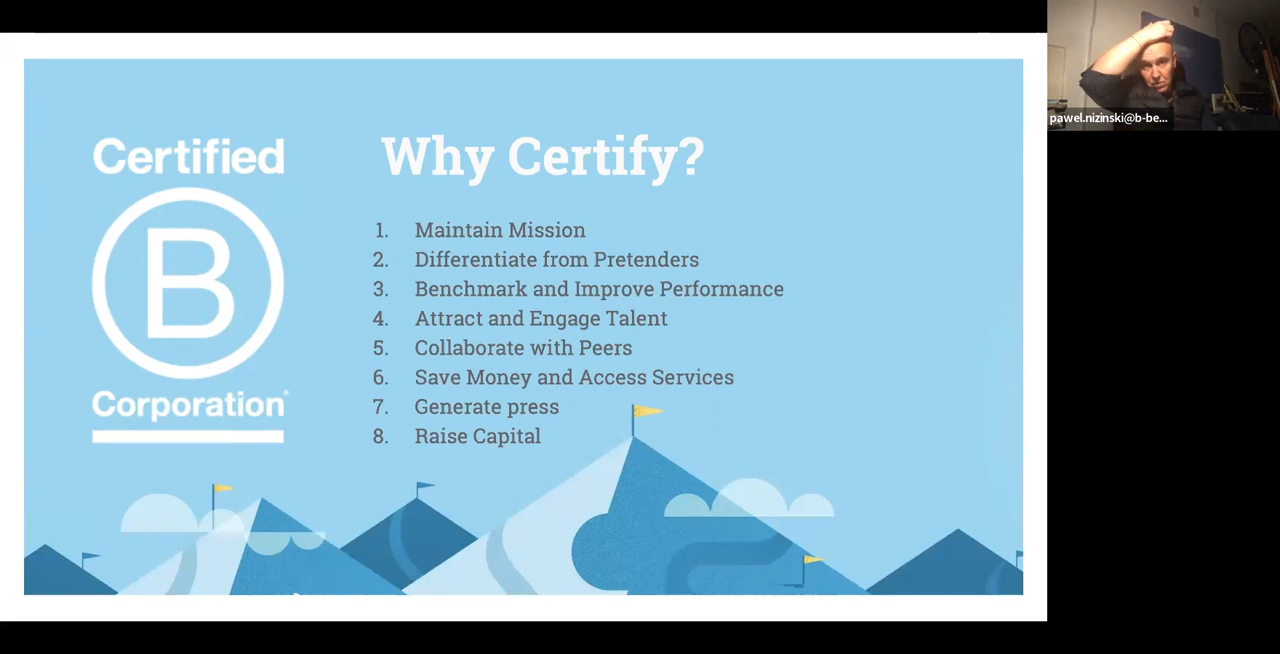 Certified
B
Corporation
Why Certify?
1. Maintain Mission
2. Differentiate from Pretenders
3. Benchmark and Improve Performance
4. Attract and Engage Talent
5. Collaborate with Peers
6. Save Money and Access Services
7. Generate press
8. Raise Capital
pawel.nizinski@b-be...